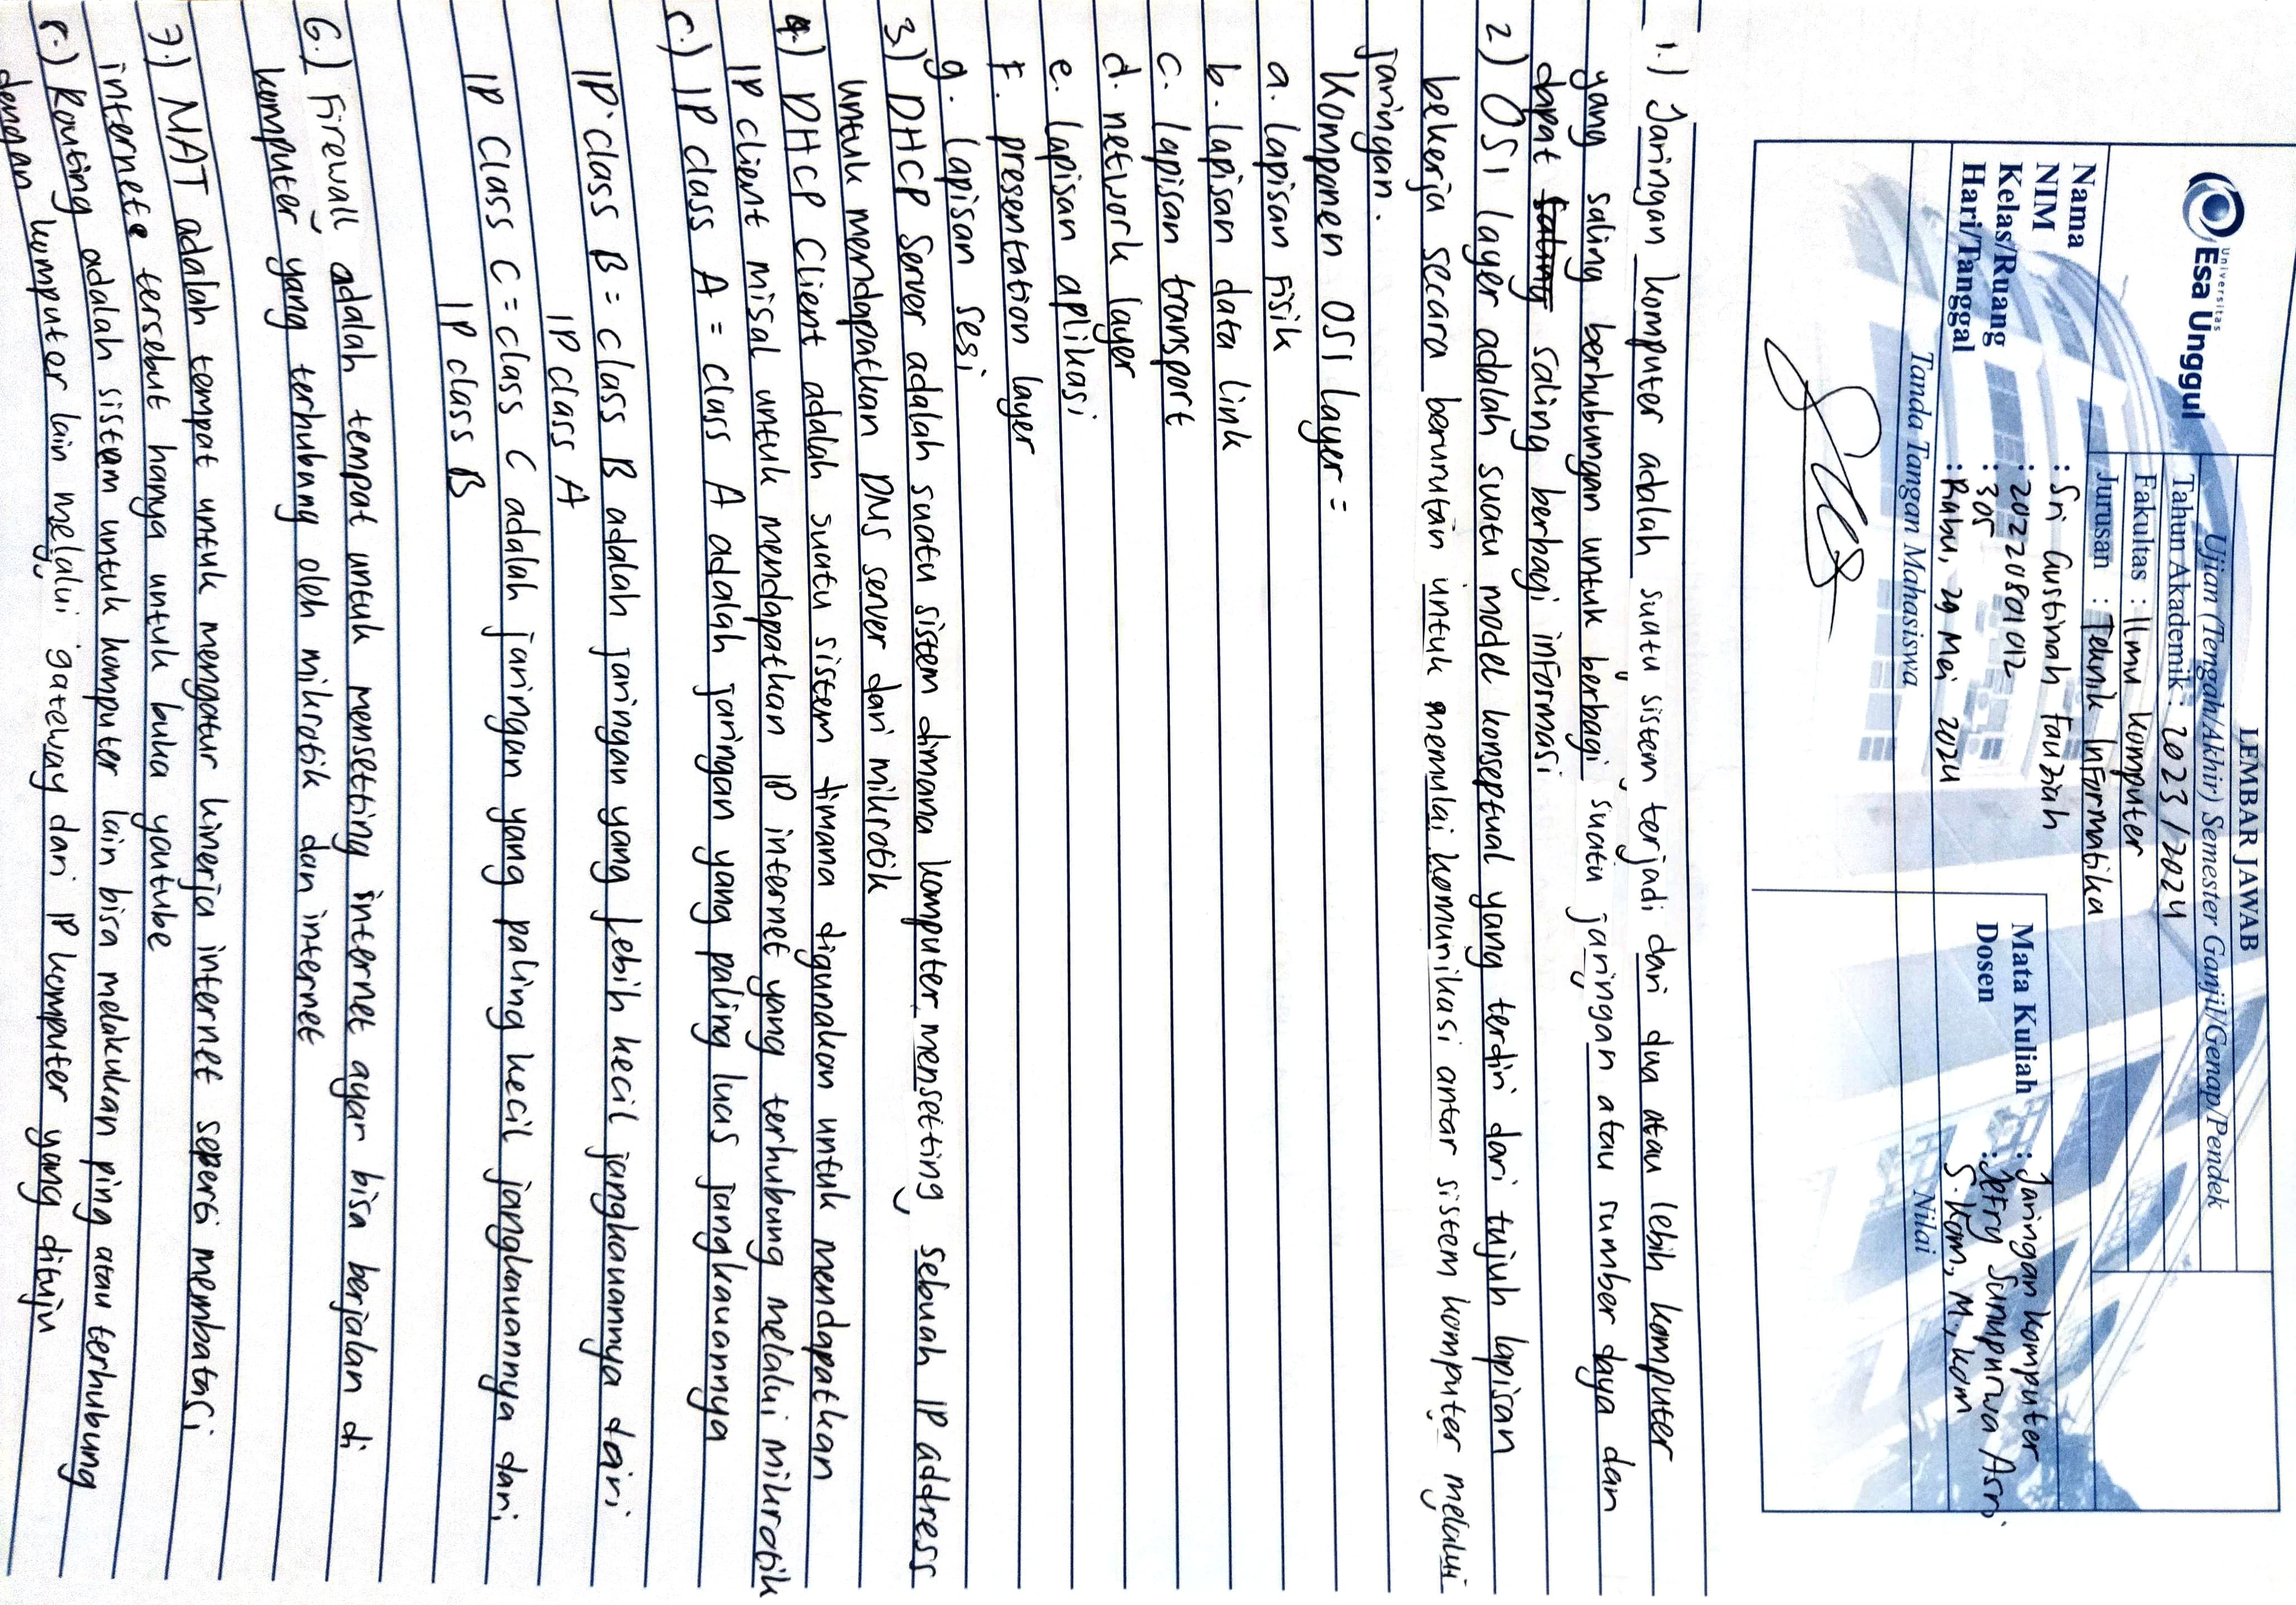 Universitas
Esa Unggul
LEMBAR JAWAB
Ujian (Tengah/Akhir) Semester Ganjil/Genap/Pendek
Tahun Akademik : 2023/2024
Fakultas : Ilmu Komputer
Jurusan : Teknik Informatika
Nama : Sri Gustinah Fauziah
NIM : 20220801012
Kelas/Ruang : 305
Hari/Tanggal : Rabu, 29 Mei 2024
Mata Kuliah : Jaringan Komputer
Dosen : Jefry Sunupurwa Asri
S.Kom, M.,kom
Tanda Tangan Mahasiswa
Nilai
1.) Jaringan komputer adalah suatu sistem terjadi dari dua atau lebih komputer
yang saling berhubungan untuk berbagi suatu jaringan atau sumber daya dan
dapat saling saling berbagi informasi
2) OSI layer adalah suatu model konseptual yang terdiri dari tujuh lapisan
bekerja secara berurutan untuk memulai komunikasi antar sistem komputer melalui
jaringan.
Komponen OSI layer =
a. lapisan Fisik
b. lapisan data link
c. lapisan transport
d. network layer
e. lapisan aplikasi
F. presentation layer
g. lapisan sesi
3) DHCP Server adalah suatu sistem dimana komputer mensetting sebuah IP address
untuk mendapatkan DNS server dari mikrotik
4.) DHCP Client adalah suatu sistem dimana digunakan untuk mendapatkan
IP client misal untuk mendapatkan IP internet yang terhubung melalui mikrotik
5.) IP class A = class A adalah jaringan yang paling luas jangkauannya
IP class B = class B adalah jaringan yang lebih kecil jangkauannya dari
IP class A
IP Class C = class C adalah jaringan yang paling kecil jangkauannya dari
IP class B
6.) Firewall adalah tempat untuk mensetting internet agar bisa berjalan di
komputer yang terhubung oleh mikrotik dan internet
7.) NAT adalah tempat untuk mengatur kinerja internet seperti membatasi
internet tersebut hanya untuk buka youtube
8.) Routing adalah sistem untuk komputer lain bisa melakukan ping atau terhubung
dengan komputer lain melalui gateway dari IP komputer yang dituju